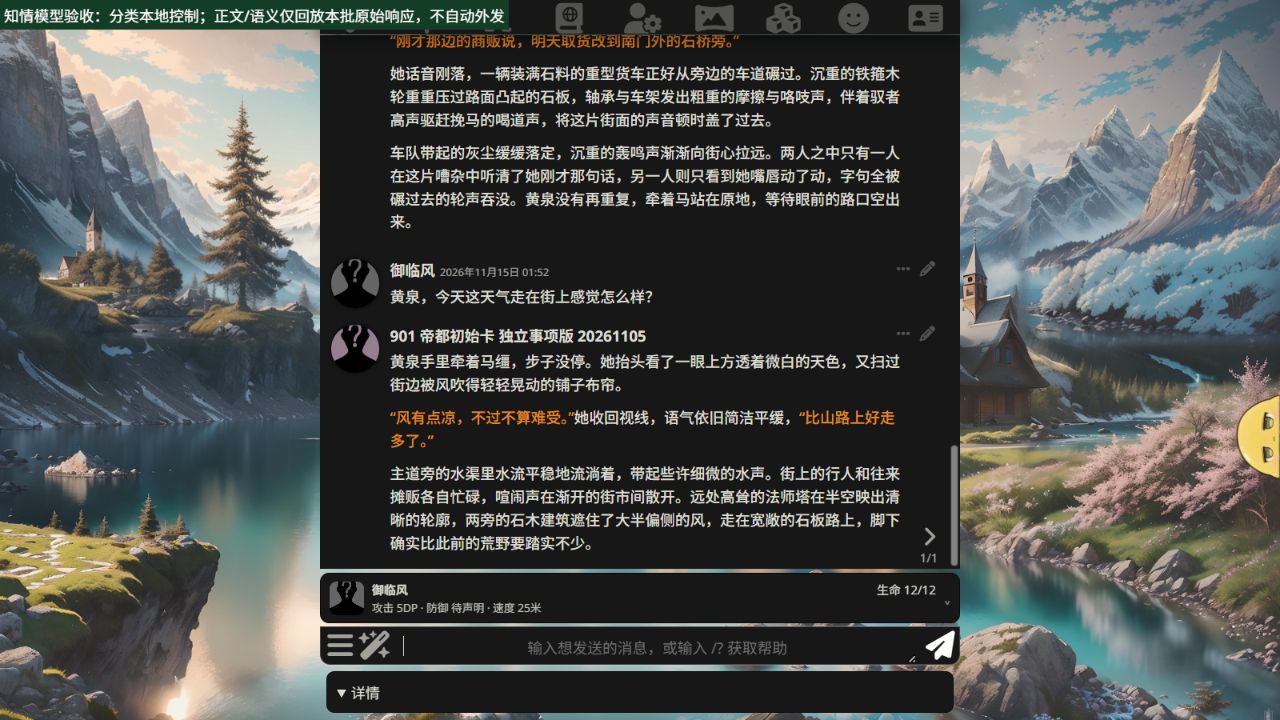 知情模型验收：分类本地控制；正文/语义仅回放本批原始响应，不自动外发
“刚才那边的商贩说，明天取货改到南门外的石桥旁。”
她话音刚落，一辆装满石料的重型货车正好从旁边的车道碾过。沉重的铁箍木
轮重重压过路面凸起的石板，轴承与车架发出粗重的摩擦与咯吱声，伴着驭者
高声驱赶挽马的喝道声，将这片街面的声音顿时盖了过去。
车队带起的灰尘缓缓落定，沉重的轰鸣声渐渐向街心拉远。两人之中只有一人
在这片嘈杂中听清了她刚才那句话，另一人则只看到她嘴唇动了动，字句全被
碾过去的轮声吞没。黄泉没有再重复，牵着马站在原地，等待眼前的路口空出
来。
御临风 2026年11月15日 01:52
黄泉，今天这天气走在街上感觉怎么样？
901 帝都初始卡 独立事项版 20261105
黄泉手里牵着马缰，步子没停。她抬头看了一眼上方透着微白的天色，又扫过
街边被风吹得轻轻晃动的铺子布帘。
“风有点凉，不过不算难受。”她收回视线，语气依旧简洁平缓，“比山路上好走
多了。”
主道旁的水渠里水流平稳地流淌着，带起些许细微的水声。街上的行人和往来
摊贩各自忙碌，喧闹声在渐开的街市间散开。远处高耸的法师塔在半空映出清
晰的轮廓，两旁的石木建筑遮住了大半偏侧的风，走在宽敞的石板路上，脚下
确实比此前的荒野要踏实不少。
1/1
御临风
生命 12/12
攻击 5DP · 防御 待声明 · 速度 25米
输入想发送的消息，或输入 /? 获取帮助
▼ 详情